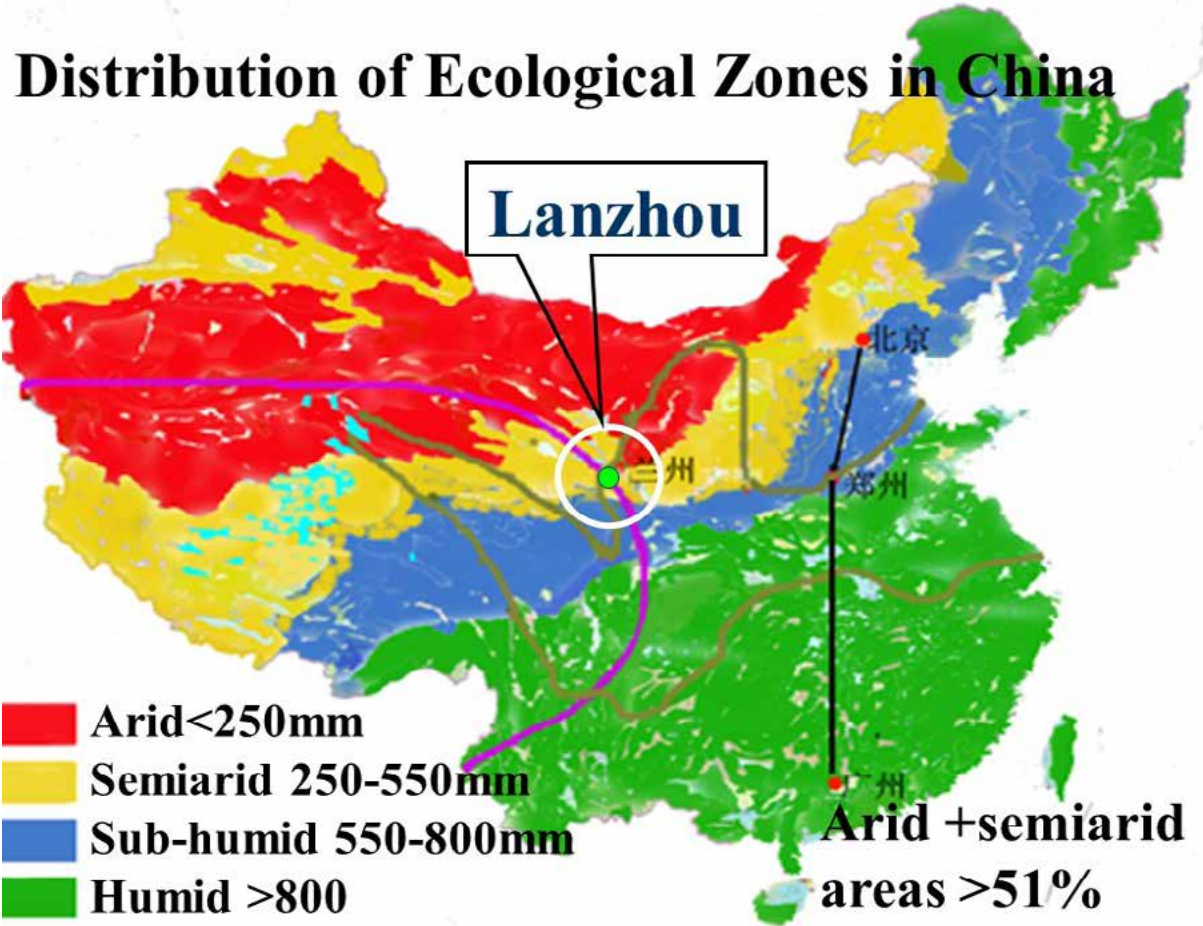 Distribution of Ecological Zones in China
Lanzhou
北京
兰州
郑州
广州
Arid<250mm
Semiarid 250-550mm
Sub-humid 550-800mm
Humid >800
Arid +semiarid
areas >51%